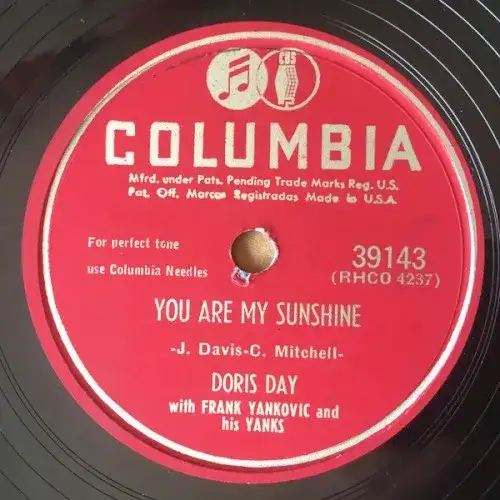 CBS
COLUMBIA
Mfrd. under Pats. Pending Trade Marks Reg. U.S.
Pat. Off. Marcas Registradas Made in U.S.A.
For perfect tone
use Columbia Needles
39143
(RHCO 4237)
YOU ARE MY SUNSHINE
-J. Davis-C. Mitchell-
DORIS DAY
with FRANK YANKOVIC and
his YANKS